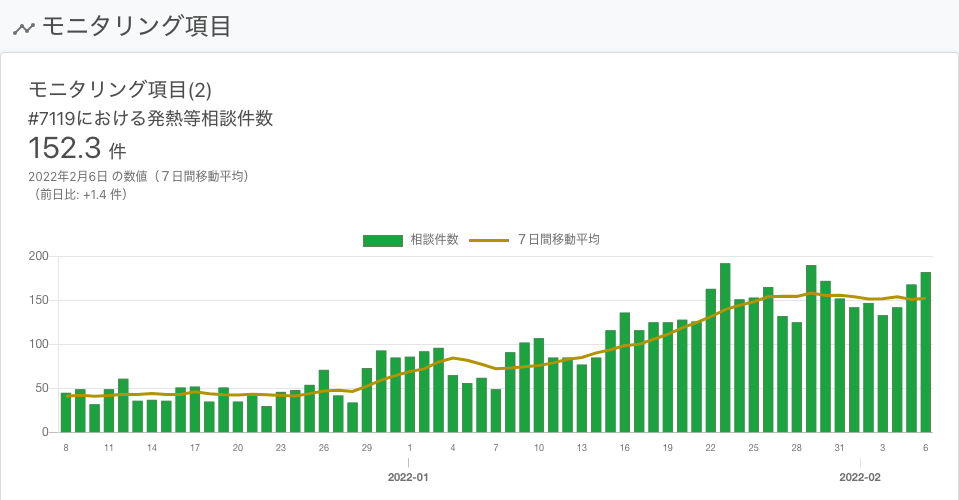 モニタリング項目
モニタリング項目(2)
#7119における発熱等相談件数
152.3 件
2022年2月6日 の数値（７日間移動平均）
（前日比: +1.4 件）
相談件数 ７日間移動平均
200
150
100
50
0
8 11 14 17 20 23 26 29 1 4 7 10 13 16 19 22 25 28 31 3 6
2022-01 2022-02